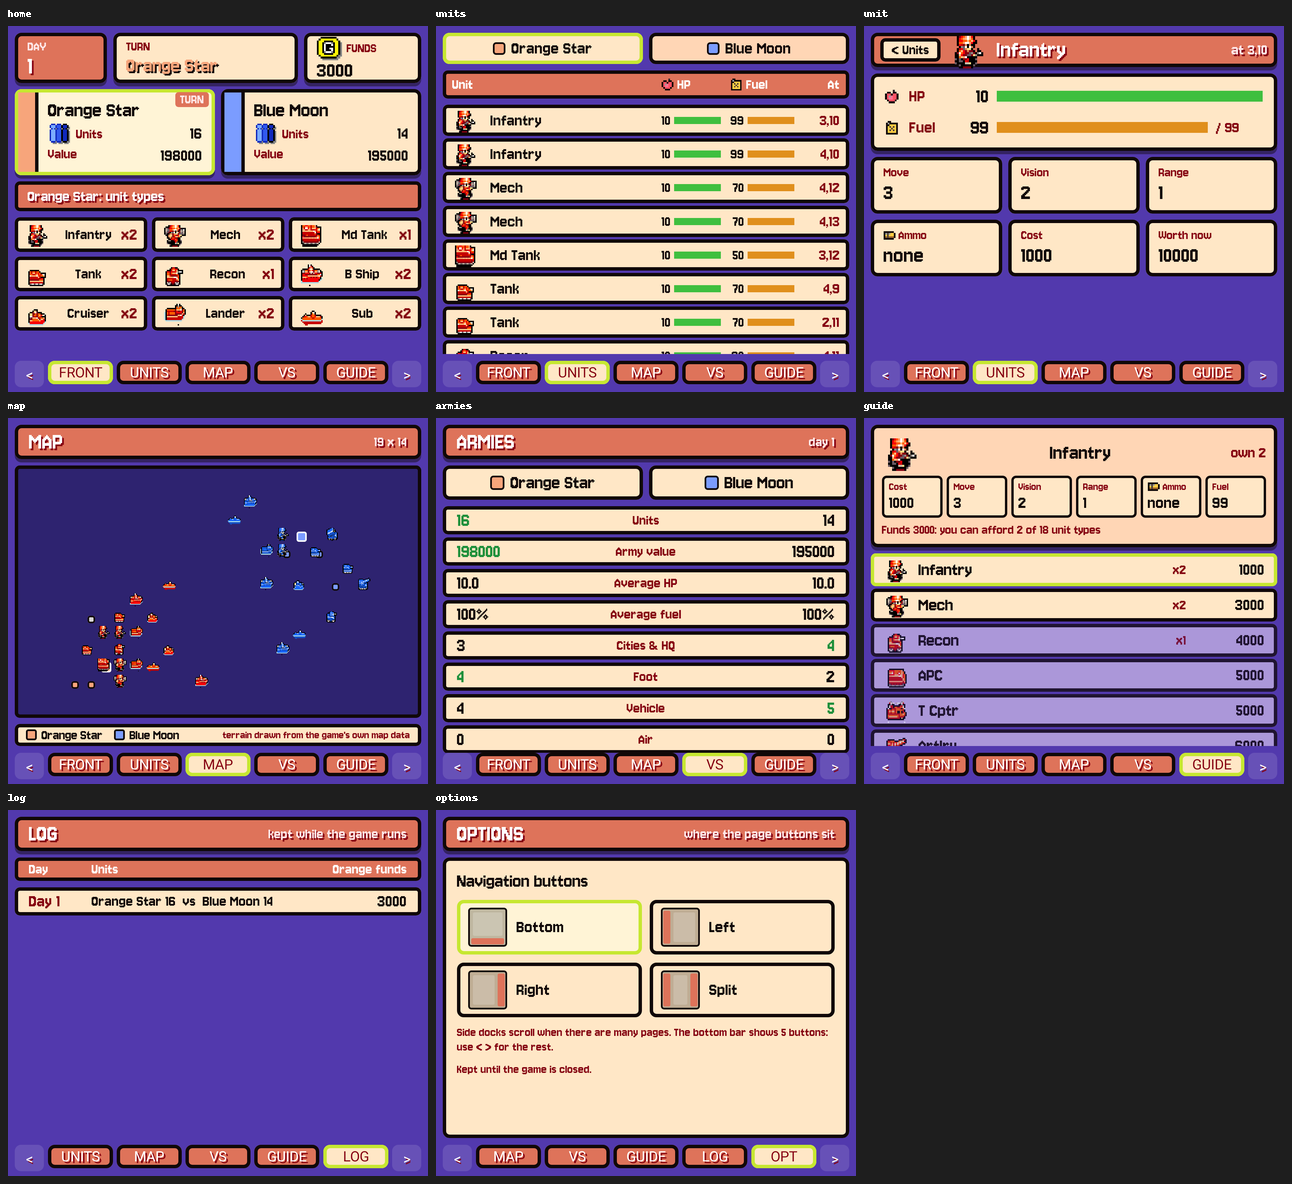 home
DAY
1
TURN
Orange Star
G FUNDS
3000
Orange Star
TURN
Units 16
Value 198000
Blue Moon
Units 14
Value 195000
Orange Star: unit types
Infantry x2
Mech x2
Md Tank x1
Tank x2
Recon x1
B Ship x2
Cruiser x2
Lander x2
Sub x2
< FRONT UNITS MAP VS GUIDE >
units
Orange Star
Blue Moon
Unit HP Fuel At
Infantry 10 99 3,10
Infantry 10 99 4,10
Mech 10 70 4,12
Mech 10 70 4,13
Md Tank 10 50 3,12
Tank 10 70 4,9
Tank 10 70 2,11
< FRONT UNITS MAP VS GUIDE >
unit
< Units
Infantry
at 3,10
HP 10
Fuel 99 / 99
Move
3
Vision
2
Range
1
Ammo
none
Cost
1000
Worth now
10000
< FRONT UNITS MAP VS GUIDE >
map
MAP
19 x 14
Orange Star
Blue Moon
terrain drawn from the game's own map data
< FRONT UNITS MAP VS GUIDE >
armies
ARMIES
day 1
Orange Star
Blue Moon
16 Units 14
198000 Army value 195000
10.0 Average HP 10.0
100% Average fuel 100%
3 Cities & HQ 4
4 Foot 2
4 Vehicle 5
0 Air 0
< FRONT UNITS MAP VS GUIDE >
guide
Infantry
own 2
Cost
1000
Move
3
Vision
2
Range
1
Ammo
none
Fuel
99
Funds 3000: you can afford 2 of 18 unit types
Infantry x2 1000
Mech x2 3000
Recon x1 4000
APC 5000
T Cptr 5000
Artlry 6000
< FRONT UNITS MAP VS GUIDE >
log
LOG
kept while the game runs
Day Units Orange funds
Day 1 Orange Star 16 vs Blue Moon 14 3000
< UNITS MAP VS GUIDE LOG >
options
OPTIONS
where the page buttons sit
Navigation buttons
Bottom
Left
Right
Split
Side docks scroll when there are many pages. The bottom bar shows 5 buttons:
use < > for the rest.
Kept until the game is closed.
< MAP VS GUIDE LOG OPT >